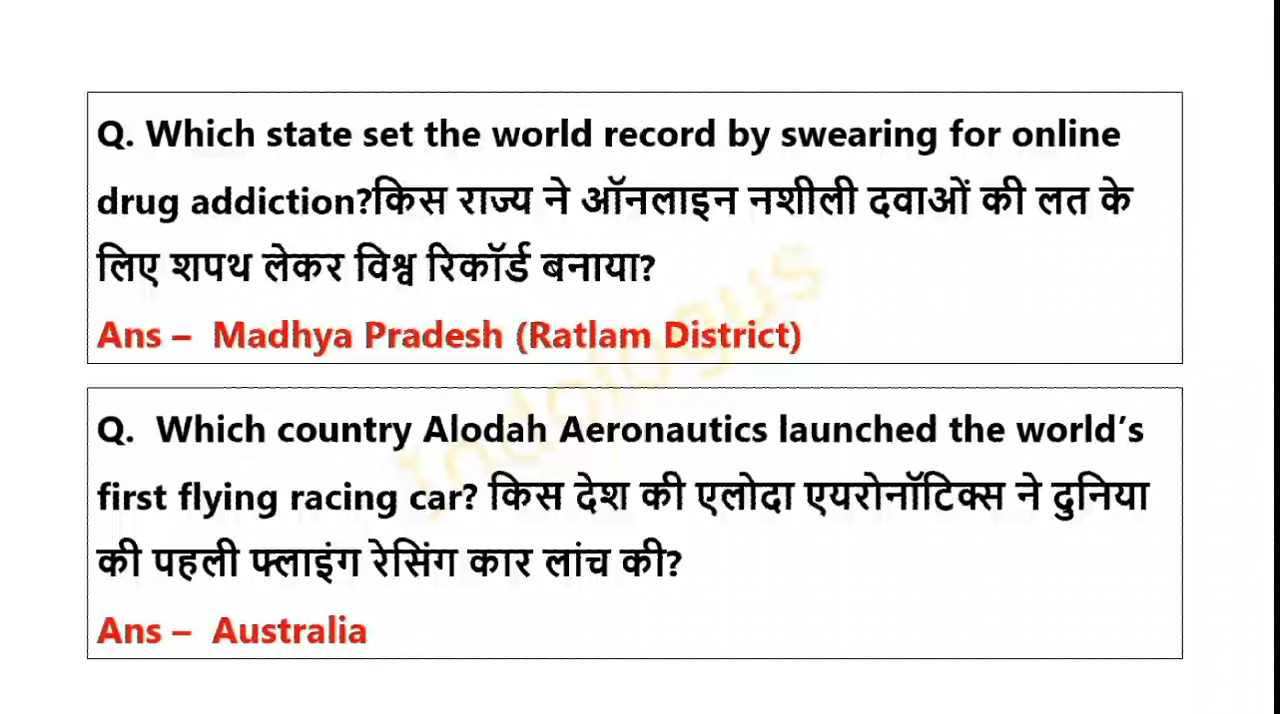 Q. Which state set the world record by swearing for online
drug addiction?किस राज्य ने ऑनलाइन नशीली दवाओं की लत के
लिए शपथ लेकर विश्व रिकॉर्ड बनाया?
Ans – Madhya Pradesh (Ratlam District)
Q. Which country Alodah Aeronautics launched the world’s
first flying racing car? किस देश की एलोदा एयरोनॉटिक्स ने दुनिया
की पहली फ्लाइंग रेसिंग कार लांच की?
Ans – Australia
Indologus